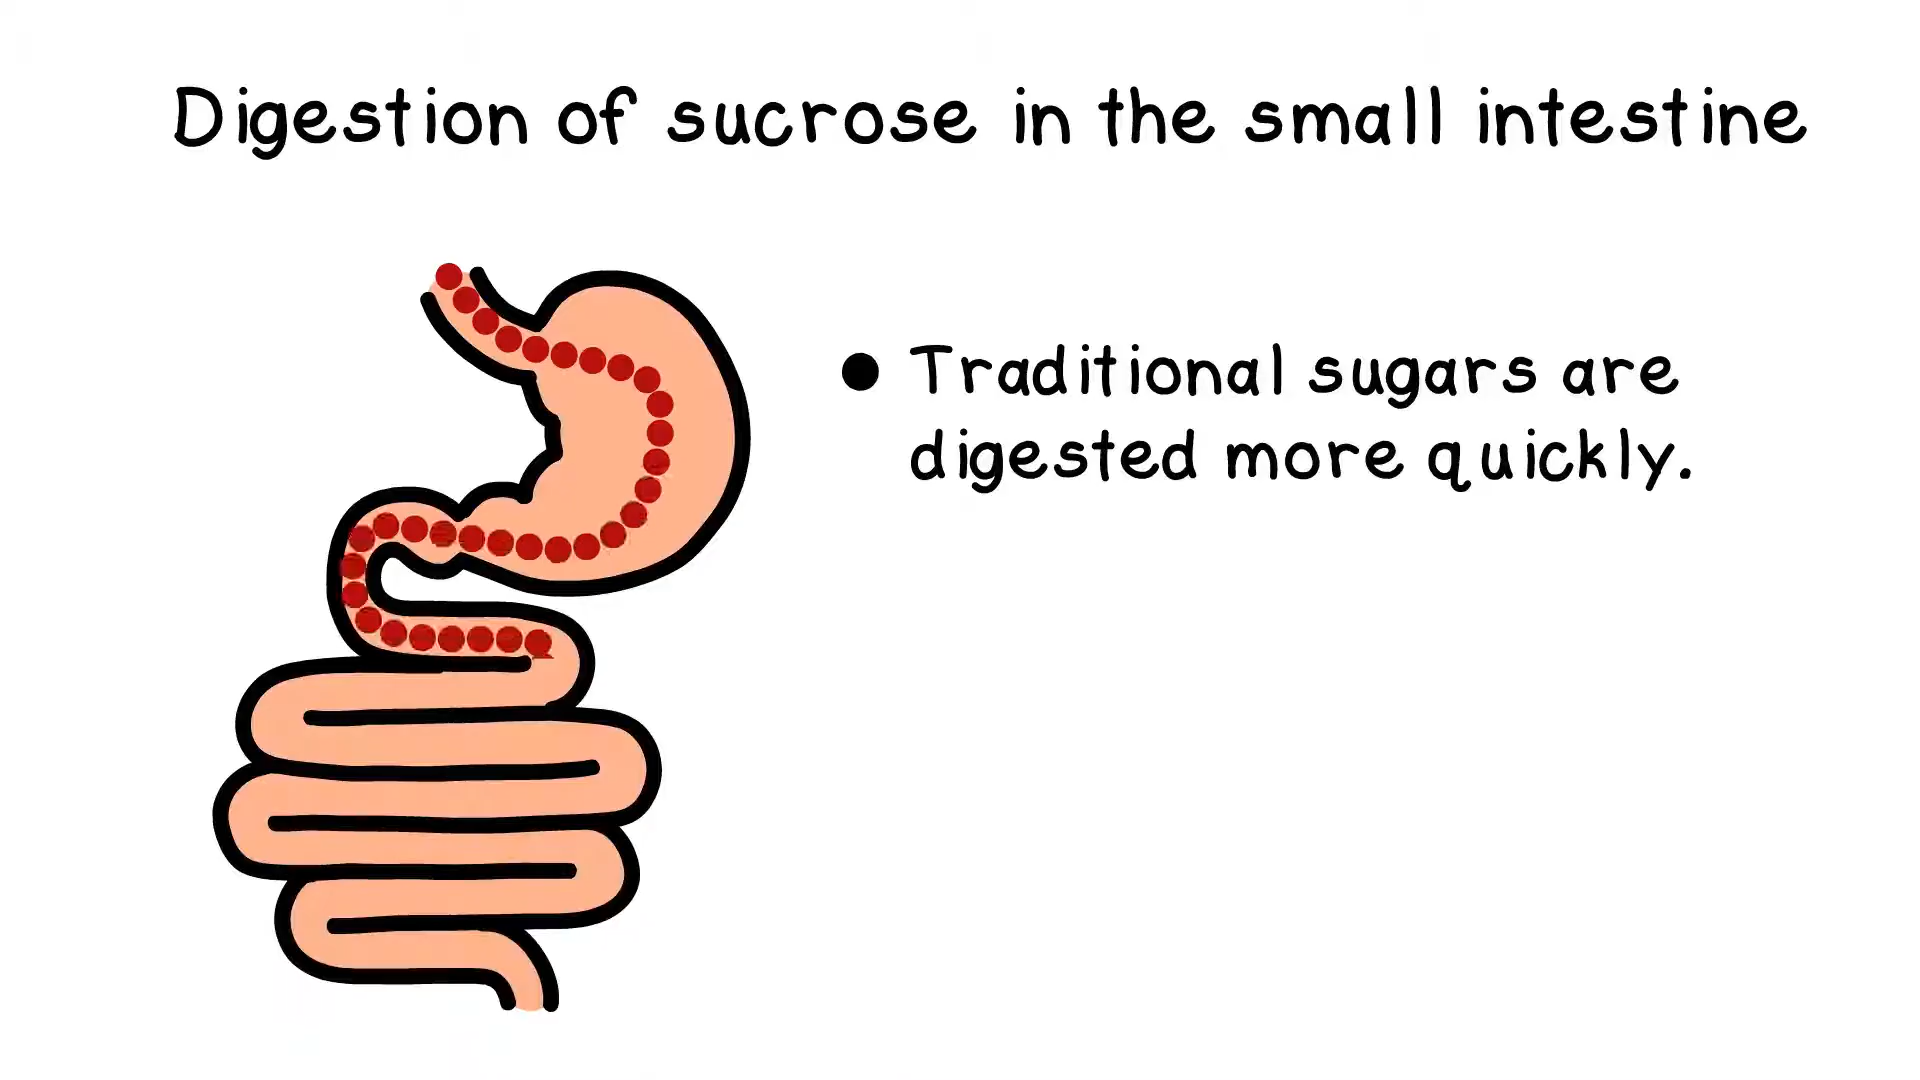 Digestion of sucrose in the small intestine
● Traditional sugars are
digested more quickly.